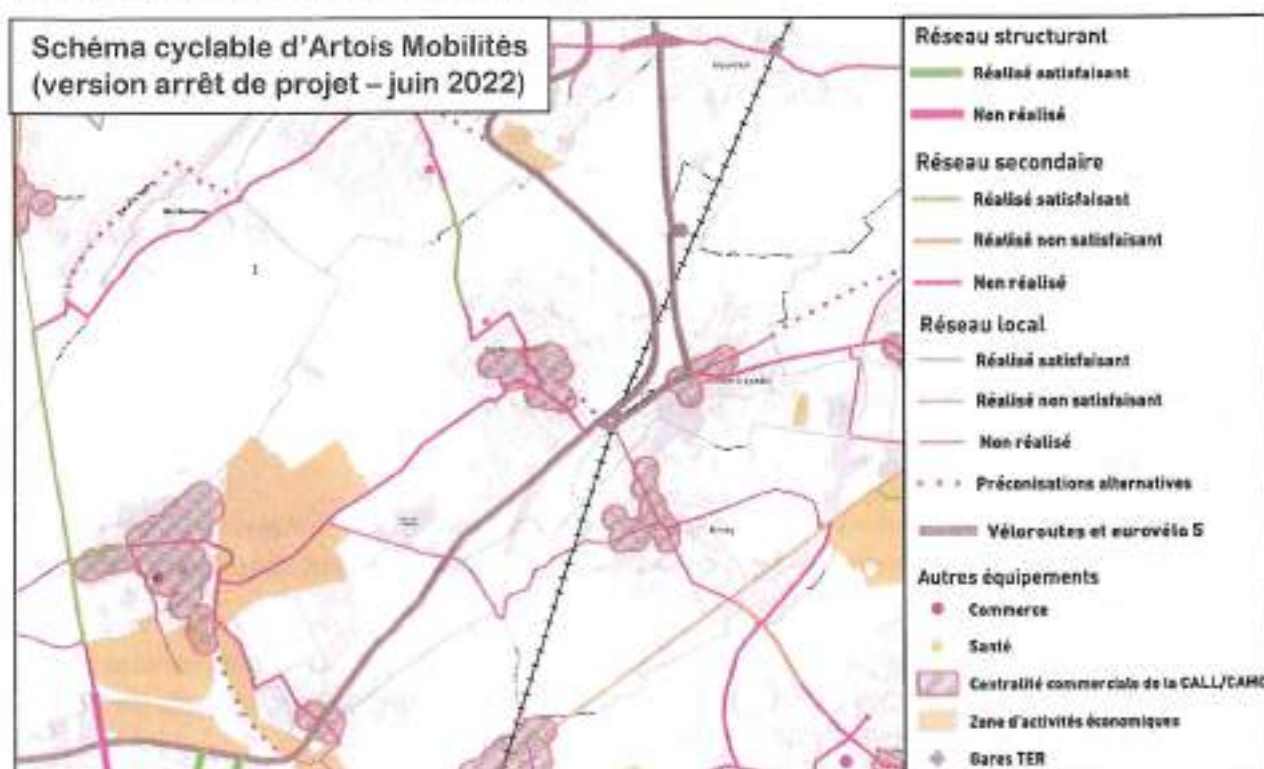 Schéma cyclable d'Artois Mobilités
(version arrêt de projet – juin 2022)
Réseau structurant
Réalisé satisfaisant
Non réalisé
Réseau secondaire
Réalisé satisfaisant
Réalisé non satisfaisant
Non réalisé
Réseau local
Réalisé satisfaisant
Réalisé non satisfaisant
Non réalisé
Préconisations alternatives
Véloroutes et eurovélo 5
Autres équipements
Commerce
Santé
Centralité commerciale de la CALL/CAHC
Zone d'activités économiques
Gares TER